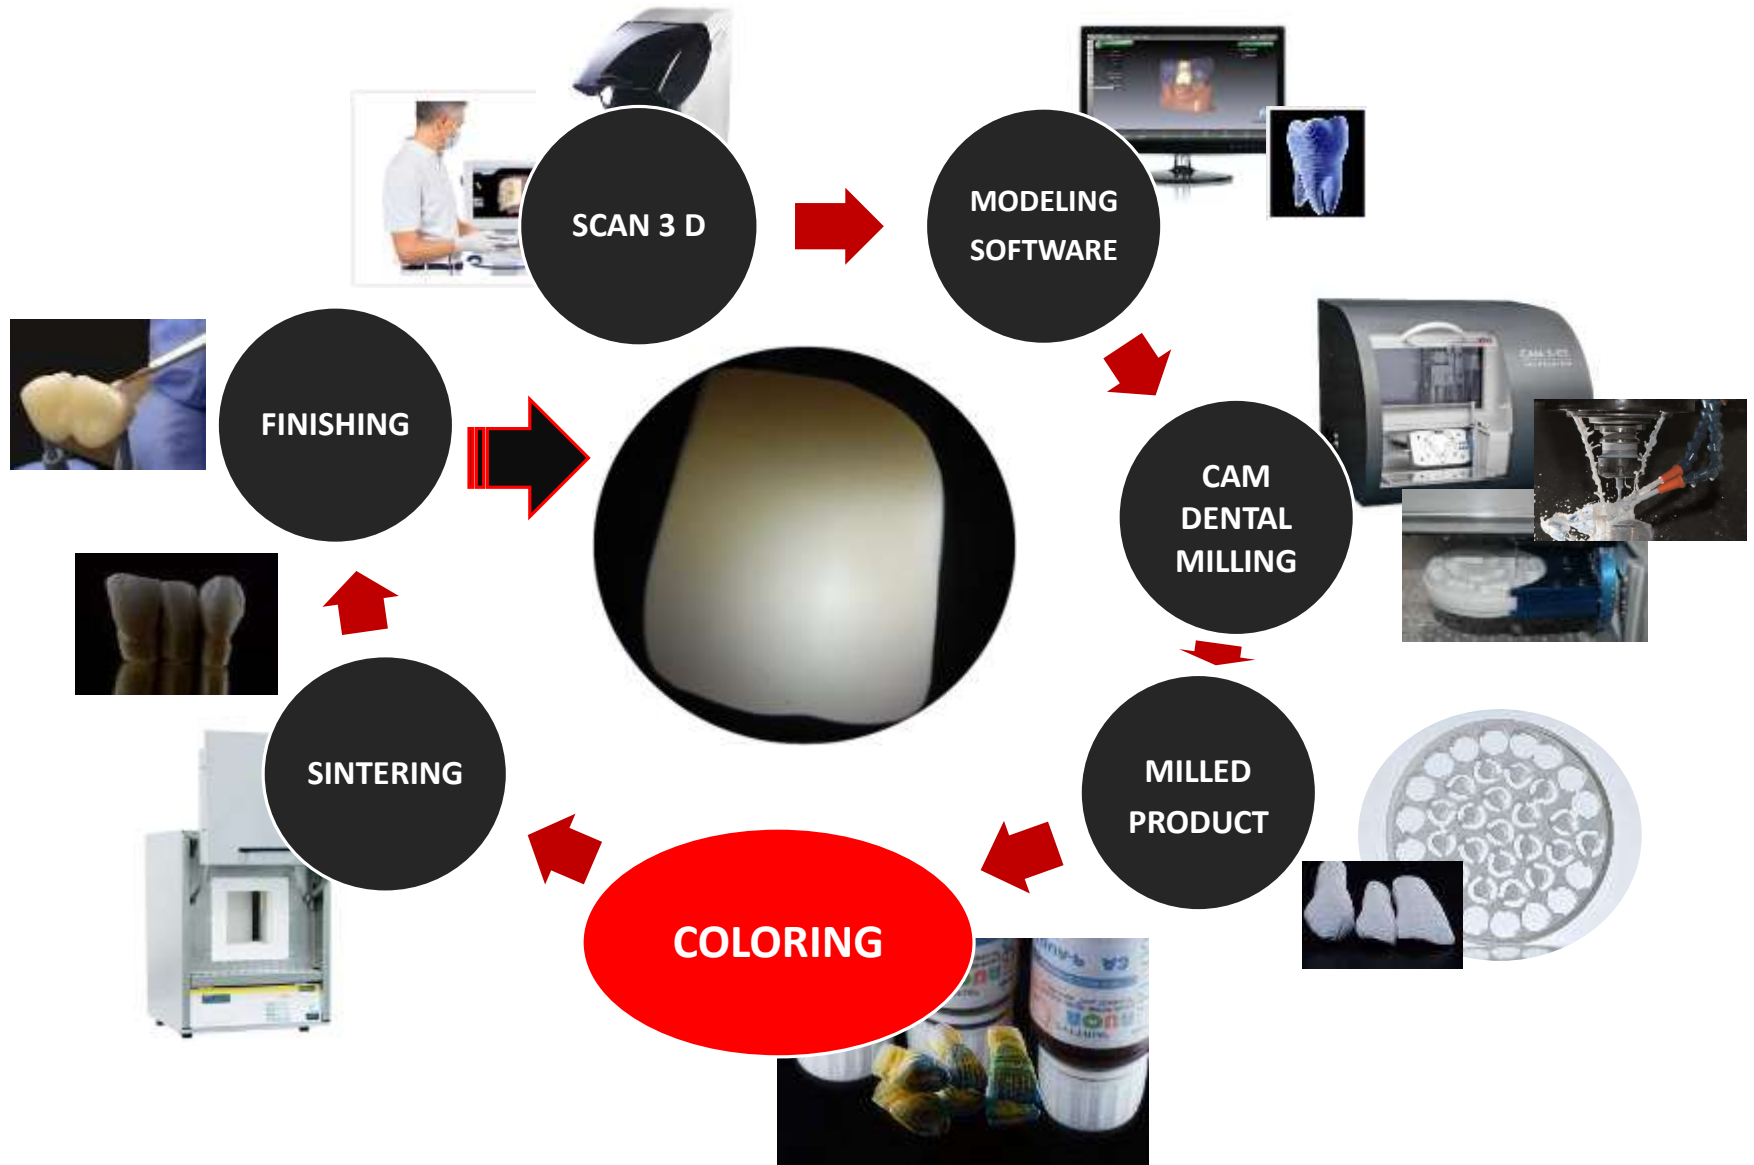 SCAN 3 D
MODELING
SOFTWARE
CAM
DENTAL
MILLING
MILLED
PRODUCT
COLORING
SINTERING
FINISHING